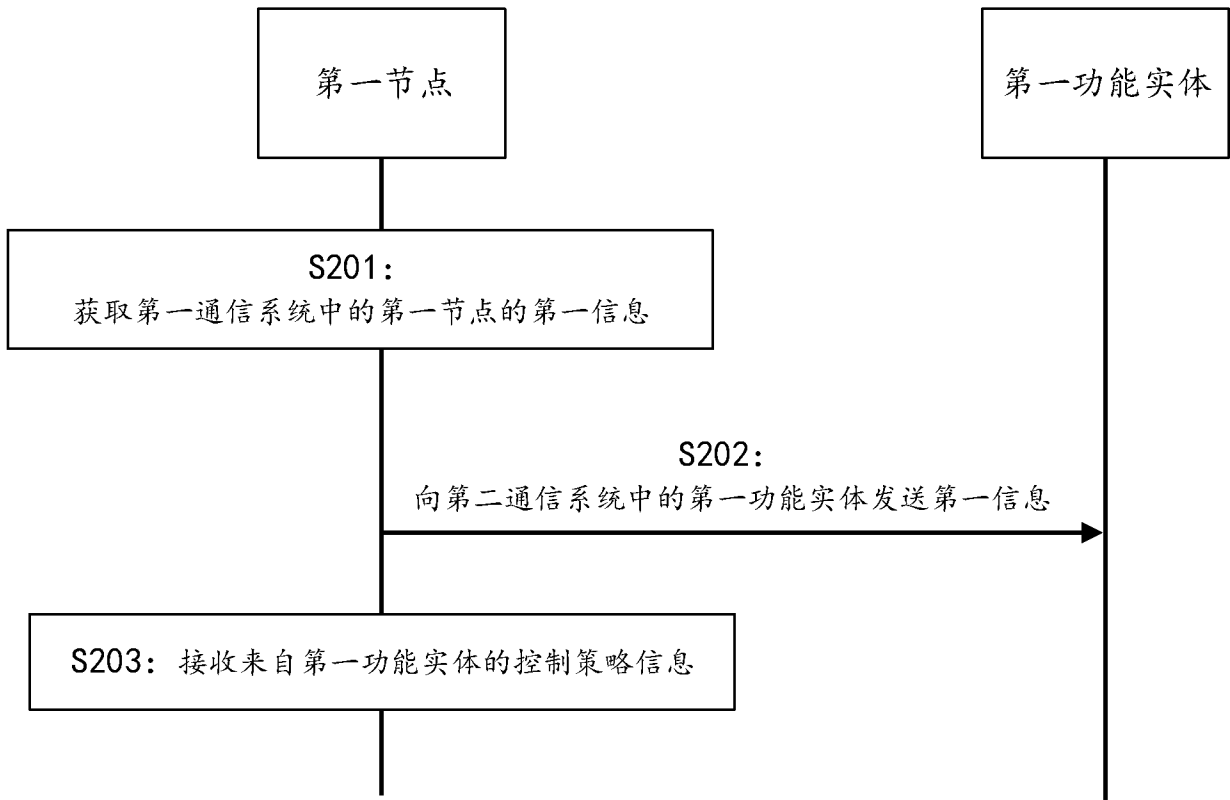 第一节点
第一功能实体
S201:
获取第一通信系统中的第一节点的第一信息
S202:
向第二通信系统中的第一功能实体发送第一信息
S203: 接收来自第一功能实体的控制策略信息